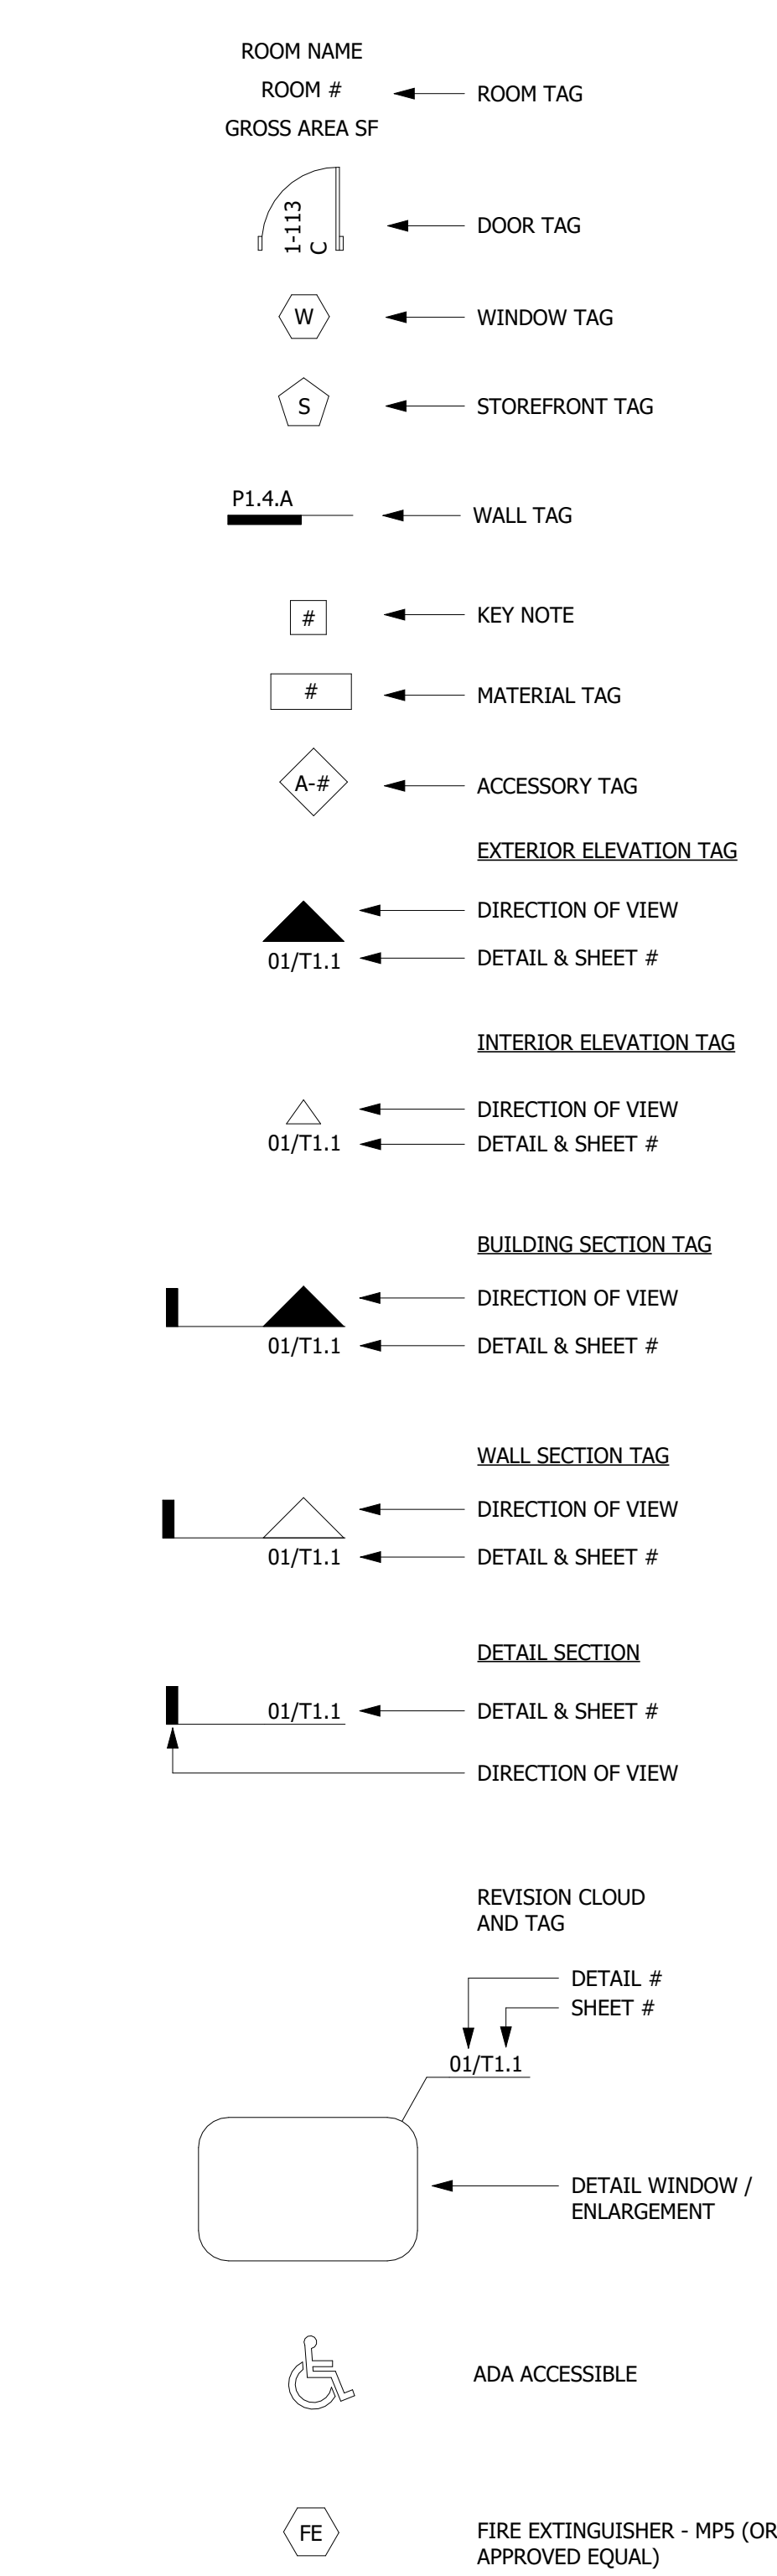 ROOM NAME
ROOM #
ROOM TAG
GROSS AREA SF
1-113
C
DOOR TAG
W
WINDOW TAG
S
STOREFRONT TAG
P1.4.A
WALL TAG
#
KEY NOTE
#
MATERIAL TAG
A-#
ACCESSORY TAG
EXTERIOR ELEVATION TAG
DIRECTION OF VIEW
01/T1.1
DETAIL & SHEET #
INTERIOR ELEVATION TAG
DIRECTION OF VIEW
01/T1.1
DETAIL & SHEET #
BUILDING SECTION TAG
DIRECTION OF VIEW
01/T1.1
DETAIL & SHEET #
WALL SECTION TAG
DIRECTION OF VIEW
01/T1.1
DETAIL & SHEET #
DETAIL SECTION
01/T1.1
DETAIL & SHEET #
DIRECTION OF VIEW
REVISION CLOUD
AND TAG
DETAIL #
SHEET #
01/T1.1
DETAIL WINDOW /
ENLARGEMENT
ADA ACCESSIBLE
FE
FIRE EXTINGUISHER - MP5 (OR
APPROVED EQUAL)